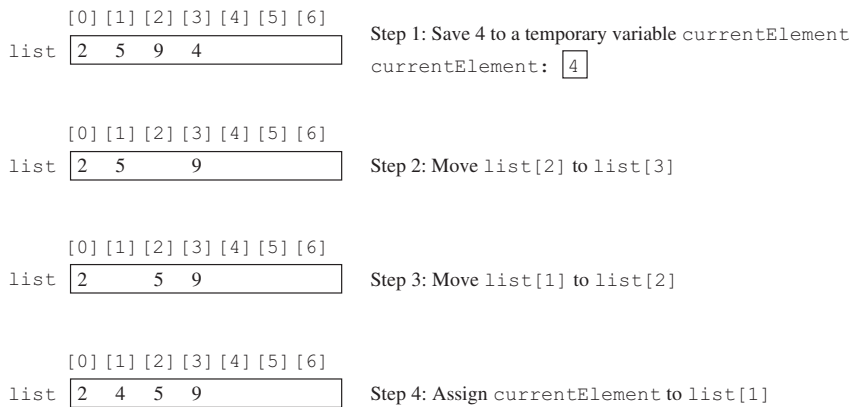 [0] [1] [2] [3] [4] [5] [6]
list 2 5 9 4
Step 1: Save 4 to a temporary variable currentElement
currentElement: 4
[0] [1] [2] [3] [4] [5] [6]
list 2 5 9
Step 2: Move list[2] to list[3]
[0] [1] [2] [3] [4] [5] [6]
list 2 5 9
Step 3: Move list[1] to list[2]
[0] [1] [2] [3] [4] [5] [6]
list 2 4 5 9
Step 4: Assign currentElement to list[1]